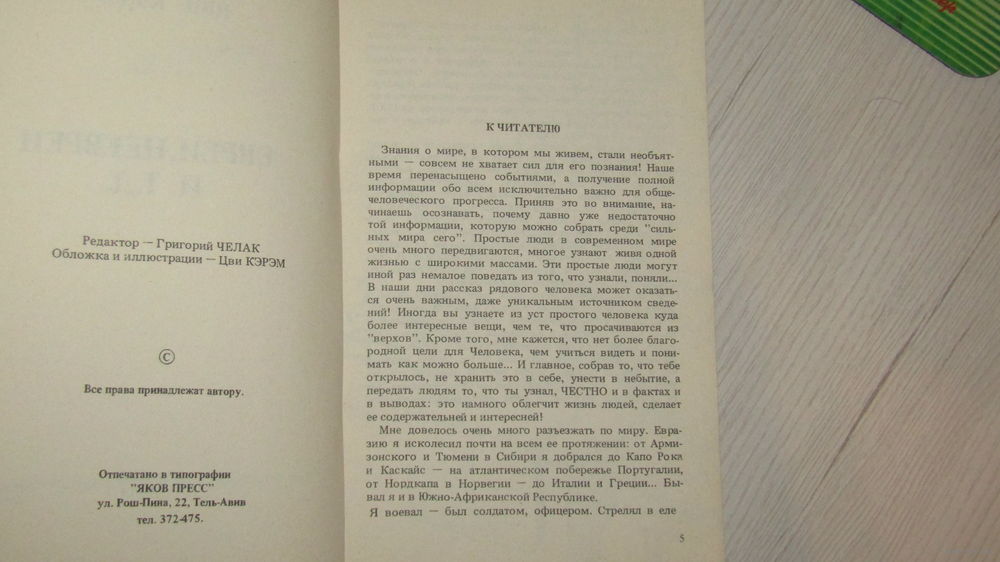 Редактор — Григорий ЧЕЛАК
Обложка и иллюстрации — Цви КЭРЭМ
©
Все права принадлежат автору.
Отпечатано в типографии
"ЯКОВ ПРЕСС"
ул. Рош-Пина, 22, Тель-Авив
тел. 372-475.
К ЧИТАТЕЛЮ
Знания о мире, в котором мы живем, стали необъят-
ными — совсем не хватает сил для его познания! Наше
время перенасыщено событиями, а получение полной
информации обо всем исключительно важно для обще-
человеческого прогресса. Приняв это во внимание, на-
чинаешь осознавать, почему давно уже недостаточно
той информации, которую можно собрать среди "силь-
ных мира сего". Простые люди в современном мире
очень много передвигаются, многое узнают живя одной
жизнью с широкими массами. Эти простые люди могут
иной раз немалое поведать из того, что узнали, поняли...
В наши дни рассказ рядового человека может оказать-
ся очень важным, даже уникальным источником сведе-
ний! Иногда вы узнаете из уст простого человека куда
более интересные вещи, чем те, что просачиваются из
"верхов". Кроме того, мне кажется, что нет более благо-
родной цели для Человека, чем учиться видеть и пони-
мать как можно больше... И главное, собрав то, что тебе
открылось, не хранить это в себе, унести в небытие, а
передать людям то, что ты узнал, ЧЕСТНО и в фактах и
в выводах: это намного облегчит жизнь людей, сделает
ее содержательней и интересней!
Мне довелось очень много разъезжать по миру. Евра-
зию я исколесил почти на всем ее протяжении: от Арми-
зонского и Тюмени в Сибири я добрался до Капо Рока
и Каскайс — на атлантическом побережье Португалии,
от Нордкапа в Норвегии — до Италии и Греции... Бы-
вал я и в Южно-Африканской Республике.
Я воевал — был солдатом, офицером. Стрелял в еле
5